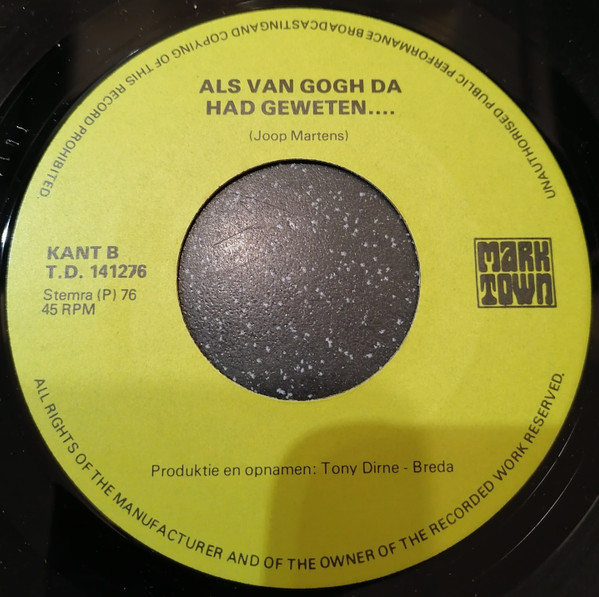 ALS VAN GOGH DA
HAD GEWETEN....
(Joop Martens)
KANT B
T.D. 141276
Stemra (P) 76
45 RPM
MARK
TOWN
Produktie en opnamen: Tony Dirne - Breda
ALL RIGHTS OF THE MANUFACTURER AND OF THE OWNER OF THE RECORDED WORK RESERVED.
UNAUTHORISED PUBLIC PERFORMANCE BROADCASTING AND COPYING OF THIS RECORD PROHIBITED.